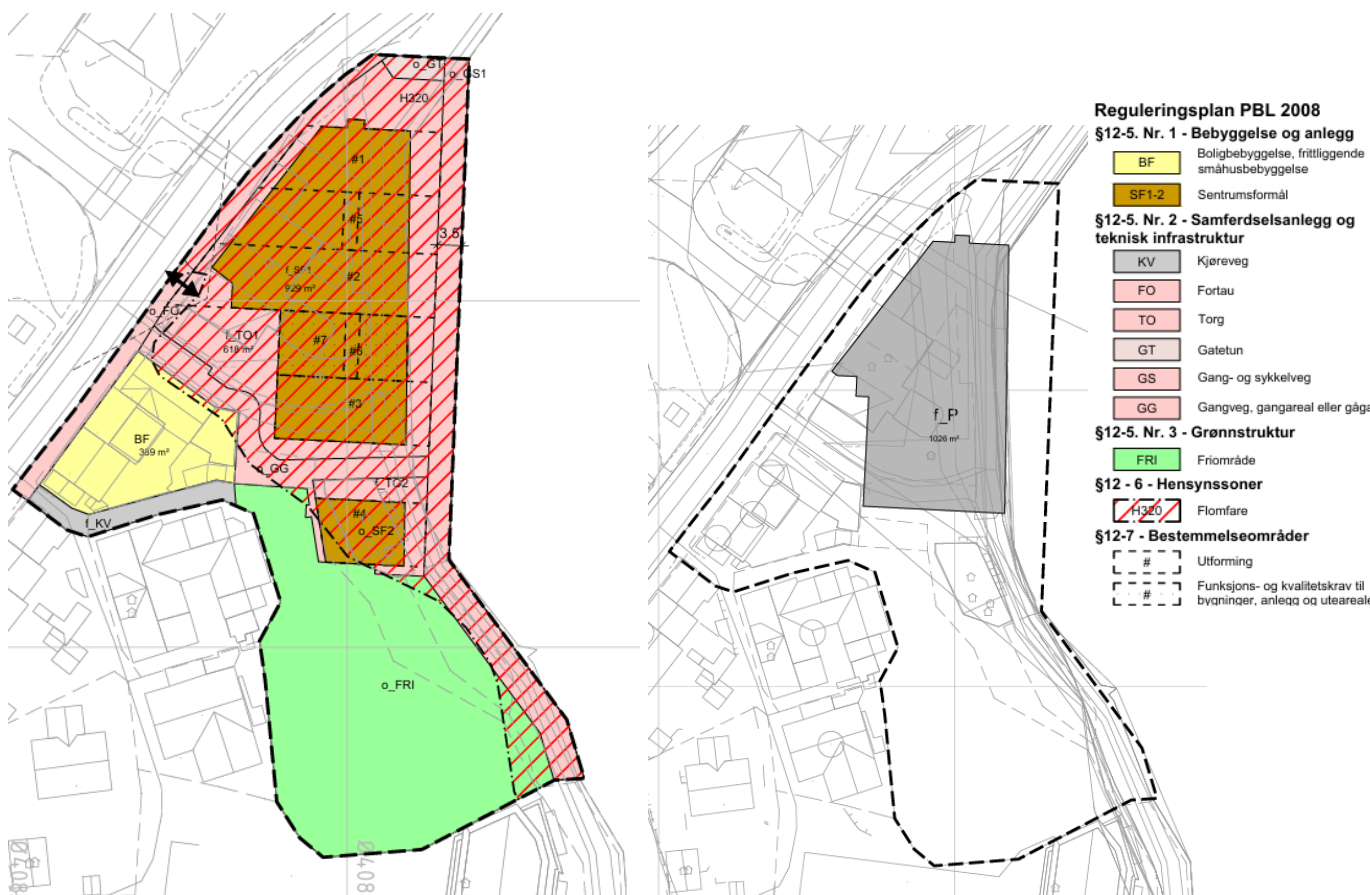 o_GT
o_GS1
H320
#1
#5
3.5
f_SF1
929 m²
#2
o_FO
f_TO1
618 m²
#7
#6
#3
BF
389 m²
o_GG
f_TO2
#4
o_SF2
f_KV
o_FRI
f_P
1026 m²
Reguleringsplan PBL 2008
§12-5. Nr. 1 - Bebyggelse og anlegg
BF
Boligbebyggelse, frittliggende
småhusbebyggelse
SF1-2
Sentrumsformål
§12-5. Nr. 2 - Samferdselsanlegg og
teknisk infrastruktur
KV
Kjøreveg
FO
Fortau
TO
Torg
GT
Gatetun
GS
Gang- og sykkelveg
GG
Gangveg, gangareal eller gåga
§12-5. Nr. 3 - Grønnstruktur
FRI
Friområde
§12 - 6 - Hensynssoner
H320
Flomfare
§12-7 - Bestemmelseområder
#
Utforming
#
Funksjons- og kvalitetskrav til
bygninger, anlegg og uteareale